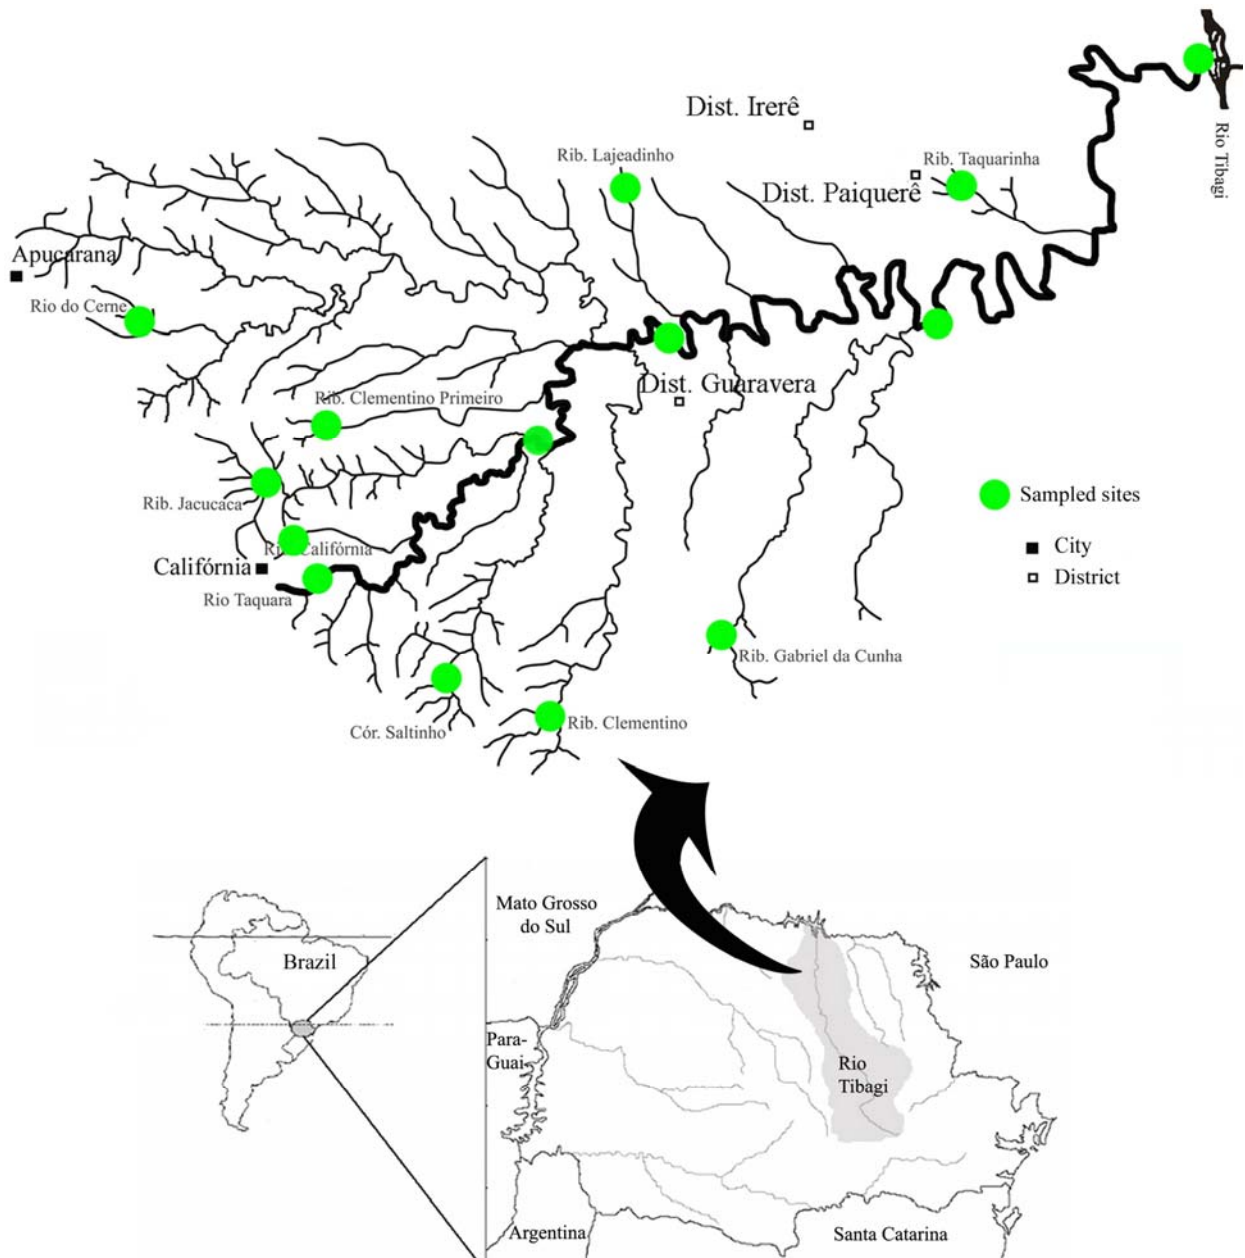 Dist. Irerê
Rib. Lajeadinho
Rib. Taquarinha
Rio Tibagi
Dist. Paiquerê
Apucarana
Rio do Cerne
Dist. Guaravera
Rib. Clementino Primeiro
Rib. Jacucaca
Sampled sites
Rib. Califórnia
City
Califórnia
District
Rio Taquara
Rib. Gabriel da Cunha
Cór. Saltinho
Rib. Clementino
Mato Grosso
do Sul
Brazil
São Paulo
Para-
Guai
Rio
Tibagi
Argentina
Santa Catarina